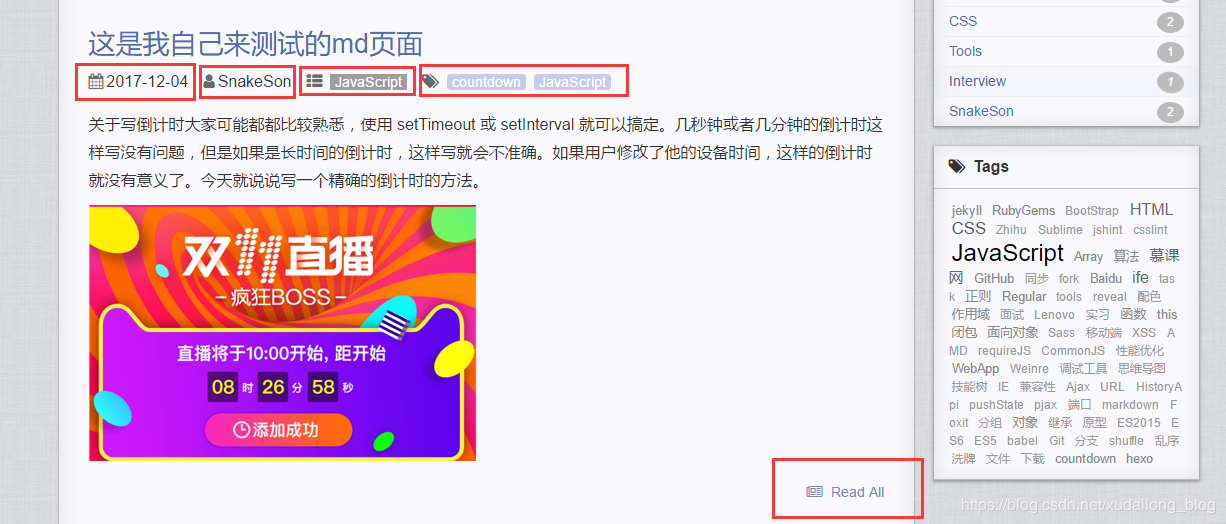 这是我自己来测试的md页面
2017-12-04 SnakeSon JavaScript countdown JavaScript
关于写倒计时大家可能都都比较熟悉，使用 setTimeout 或 setInterval 就可以搞定。几秒钟或者几分钟的倒计时这
样写没有问题，但是如果是长时间的倒计时，这样写就会不准确。如果用户修改了他的设备时间，这样的倒计时
就没有意义了。今天就说说写一个精确的倒计时的方法。
双11直播
疯狂BOSS
直播将于10:00开始, 距开始
08 时 26 分 58 秒
添加成功
Read All
CSS 2
Tools 1
Interview 1
SnakeSon 2
Tags
jekyll RubyGems BootStrap HTML
CSS Zhihu Sublime jshint csslint
JavaScript Array 算法 慕课
网 GitHub 同步 fork Baidu ife tas
k 正则 Regular tools reveal 配色
作用域 面试 Lenovo 实习 函数 this
闭包 面向对象 Sass 移动端 XSS A
MD requireJS CommonJS 性能优化
WebApp Weinre 调试工具 思维导图
技能树 IE 兼容性 Ajax URL HistoryA
pi pushState pjax 端口 markdown F
oxit 分组 对象 继承 原型 ES2015 E
S6 ES5 babel Git 分支 shuffle 乱序
洗牌 文件 下载 countdown hexo
https://blog.csdn.net/xudailong_blog